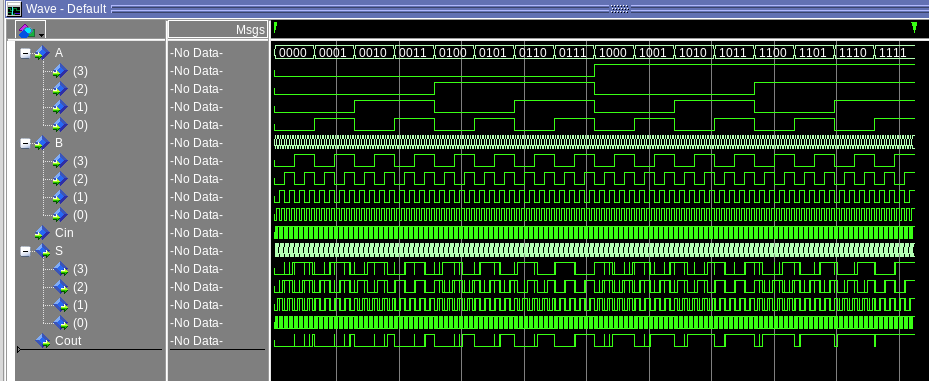 Wave - Default
Msgs
A -No Data- 0000 0001 0010 0011 0100 0101 0110 0111 1000 1001 1010 1011 1100 1101 1110 1111
(3) -No Data-
(2) -No Data-
(1) -No Data-
(0) -No Data-
B -No Data-
(3) -No Data-
(2) -No Data-
(1) -No Data-
(0) -No Data-
Cin -No Data-
S -No Data-
(3) -No Data-
(2) -No Data-
(1) -No Data-
(0) -No Data-
Cout -No Data-